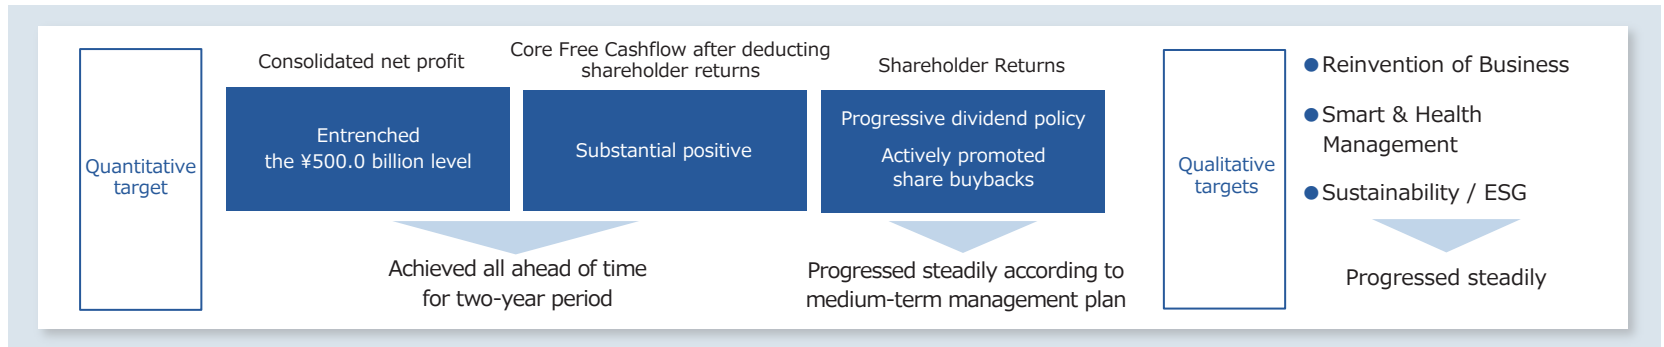 Quantitative
target
Consolidated net profit
Entrenched
the ¥500.0 billion level
Core Free Cashflow after deducting
shareholder returns
Substantial positive
Achieved all ahead of time
for two-year period
Shareholder Returns
Progressive dividend policy
Actively promoted
share buybacks
Progressed steadily according to
medium-term management plan
Qualitative
targets
●Reinvention of Business
●Smart & Health
Management
●Sustainability / ESG
Progressed steadily